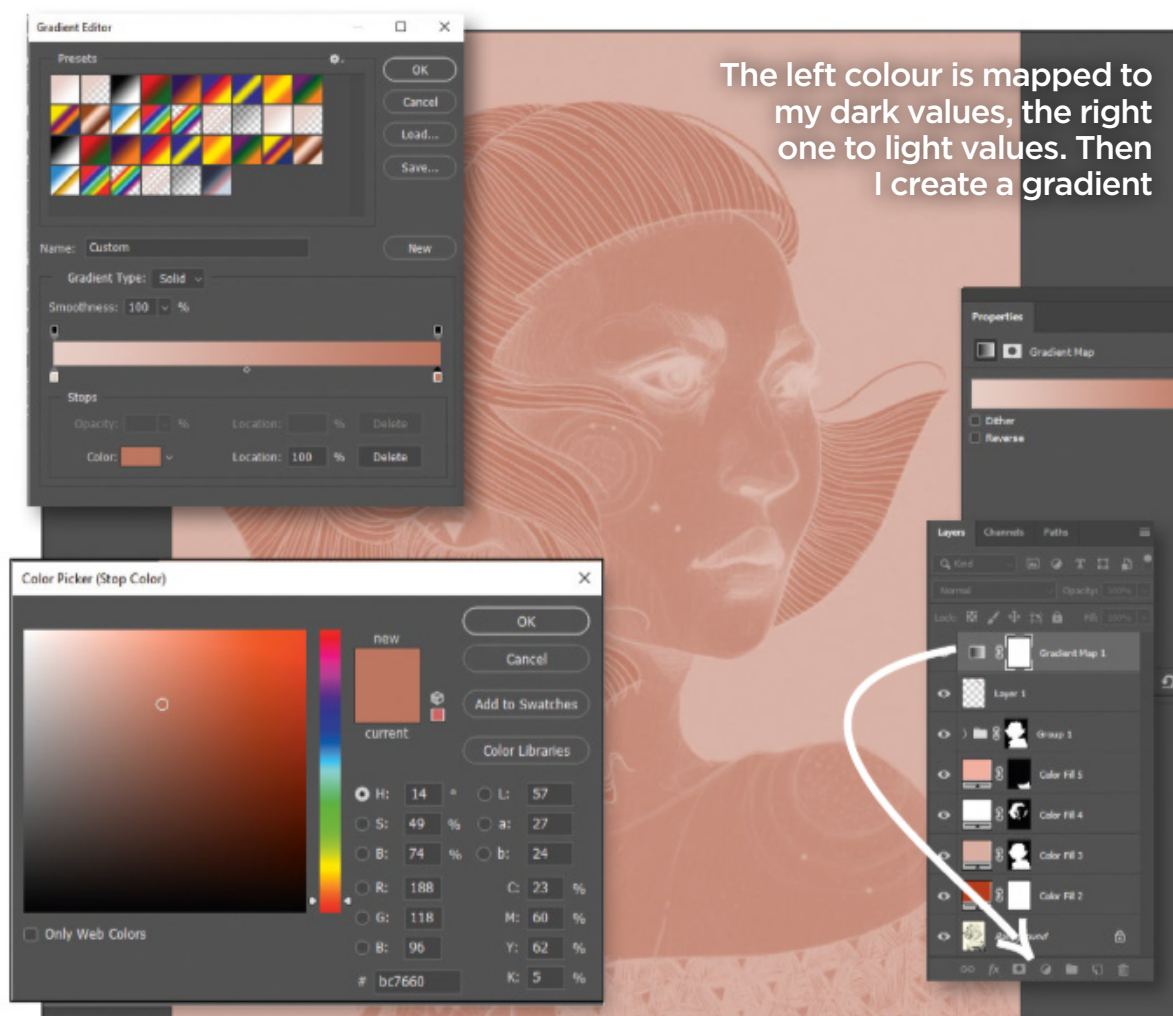 Gradient Editor
Presets
OK
Cancel
Load...
Save...
Name: Custom
New
Gradient Type: Solid
Smoothness: 100 %
Stops
Opacity: % Location: % Delete
Color: Location: 100 % Delete
The left colour is mapped to
my dark values, the right
one to light values. Then
I create a gradient
Properties
Gradient Map
Dither
Reverse
Color Picker (Stop Color)
new
current
OK
Cancel
Add to Swatches
Color Libraries
H: 14 ° L: 57
S: 49 % a: 27
B: 74 % b: 24
R: 188 C: 23 %
G: 118 M: 60 %
B: 96 Y: 62 %
# bc7660 K: 5 %
Only Web Colors
Layers Channels Paths
Kind
Normal Opacity: 100%
Lock: Fill: 100%
Gradient Map 1
Layer 1
Group 1
Color Fill 5
Color Fill 4
Color Fill 3
Color Fill 2
fx